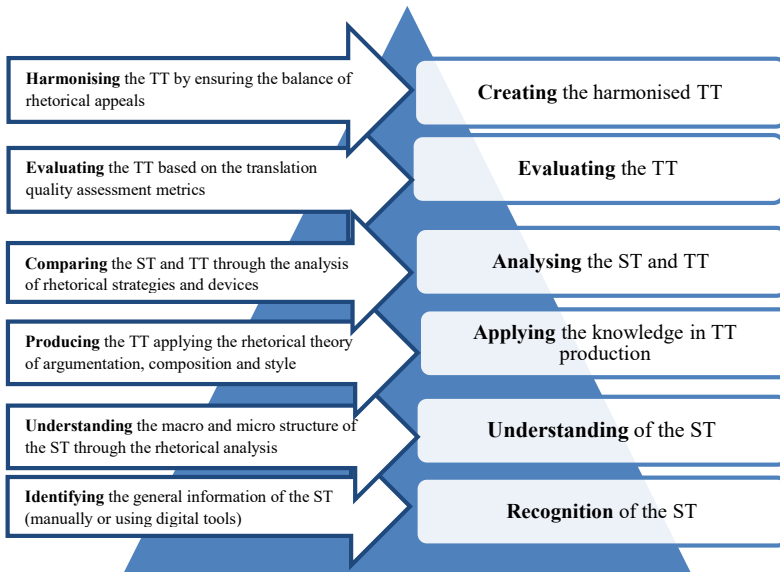 Harmonising the TT by ensuring the balance of
rhetorical appeals
Creating the harmonised TT
Evaluating the TT based on the translation
quality assessment metrics
Evaluating the TT
Comparing the ST and TT through the analysis
of rhetorical strategies and devices
Analysing the ST and TT
Producing the TT applying the rhetorical theory
of argumentation, composition and style
Applying the knowledge in TT
production
Understanding the macro and micro structure of
the ST through the rhetorical analysis
Understanding of the ST
Identifying the general information of the ST
(manually or using digital tools)
Recognition of the ST